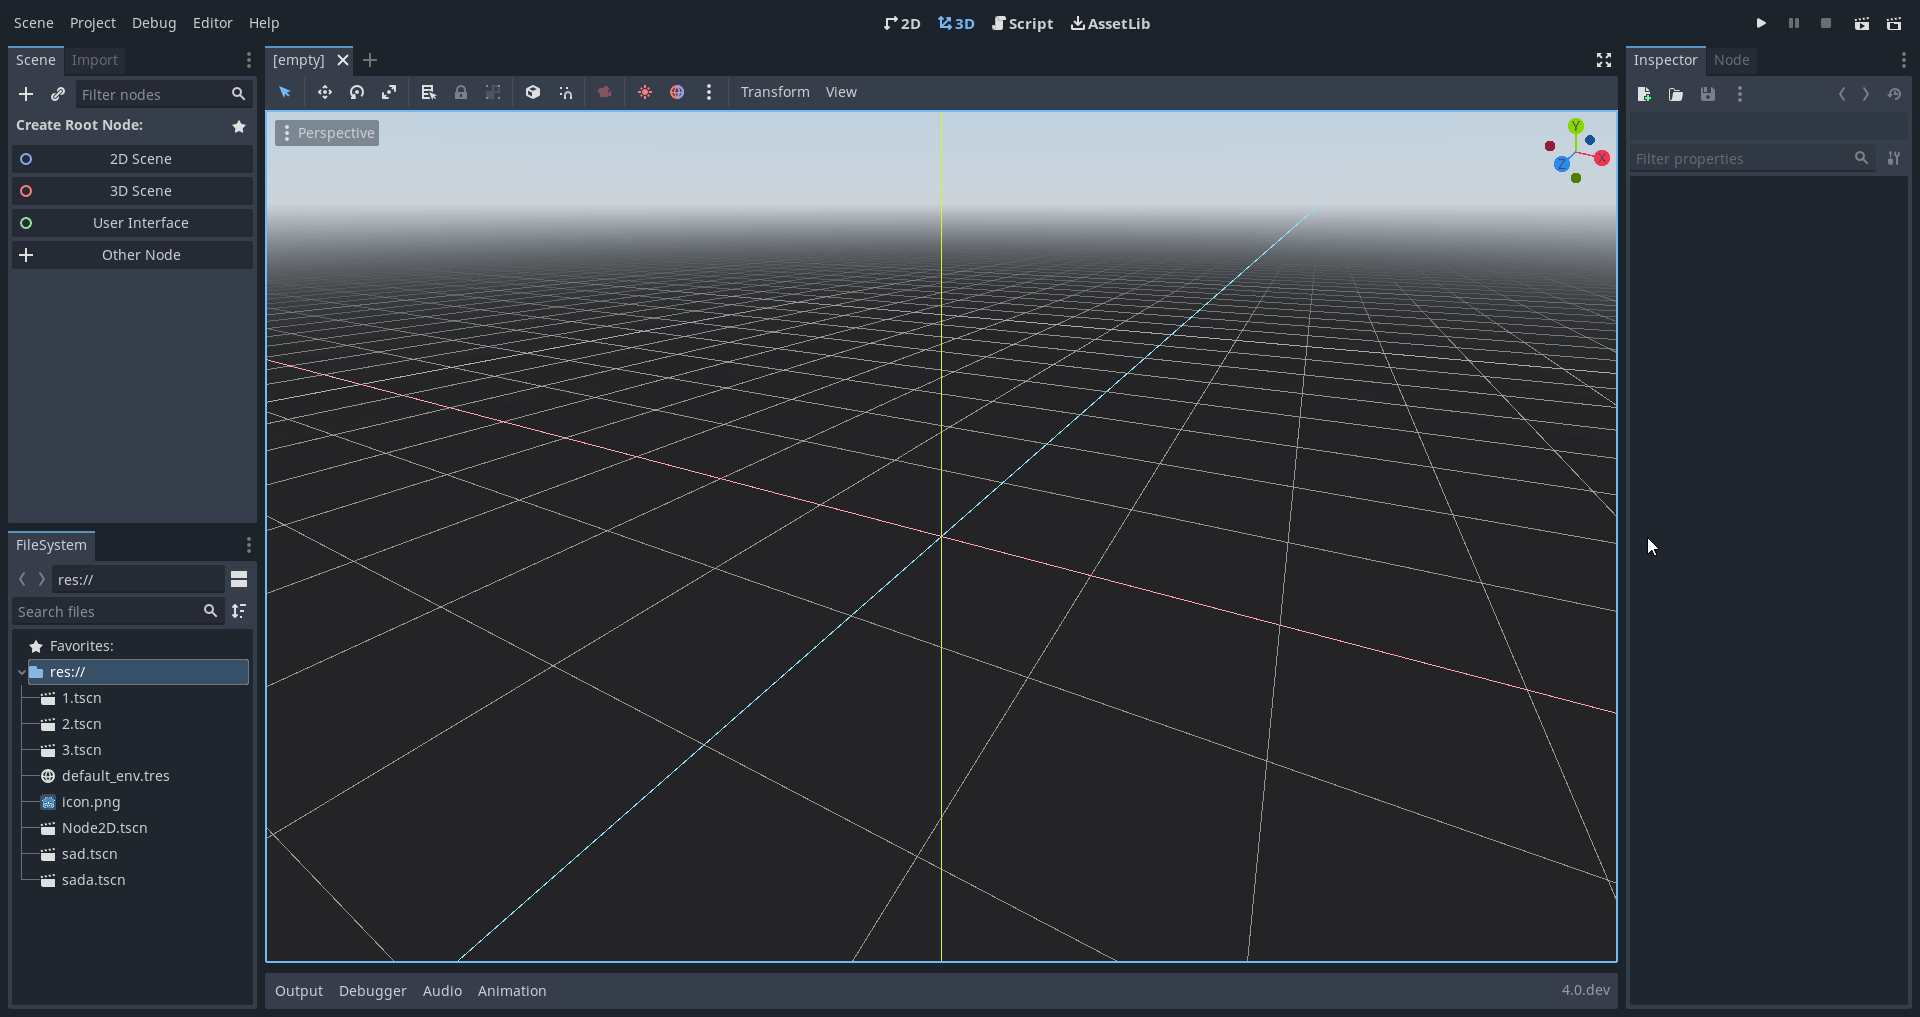 Scene Project Debug Editor Help
2D 3D Script AssetLib
Scene Import
Filter nodes
Create Root Node:
2D Scene
3D Scene
User Interface
Other Node
FileSystem
res://
Search files
Favorites:
res://
1.tscn
2.tscn
3.tscn
default_env.tres
icon.png
Node2D.tscn
sad.tscn
sada.tscn
[empty]
Transform View
Perspective
Y
X
Z
Output Debugger Audio Animation
4.0.dev
Inspector Node
Filter properties